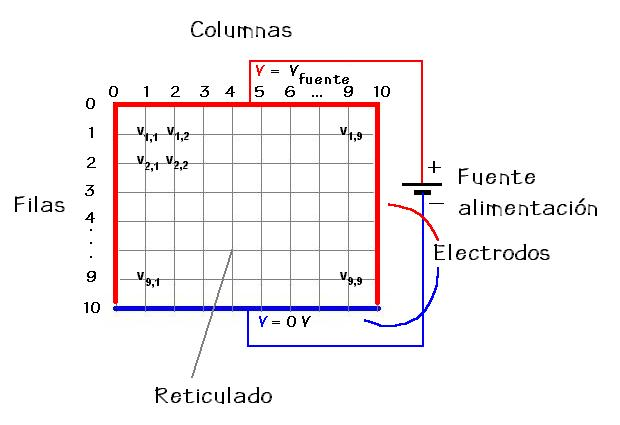 Columnas
V = V fuente
0 1 2 3 4 5 6 ... 9 10
0
1 v1,1 v1,2 v1,9
2 v2,1 v2,2
3
4
.
.
.
9 v9,1 v9,9
10
Filas
+
−
Fuente
alimentación
Electrodos
V = 0 V
Reticulado